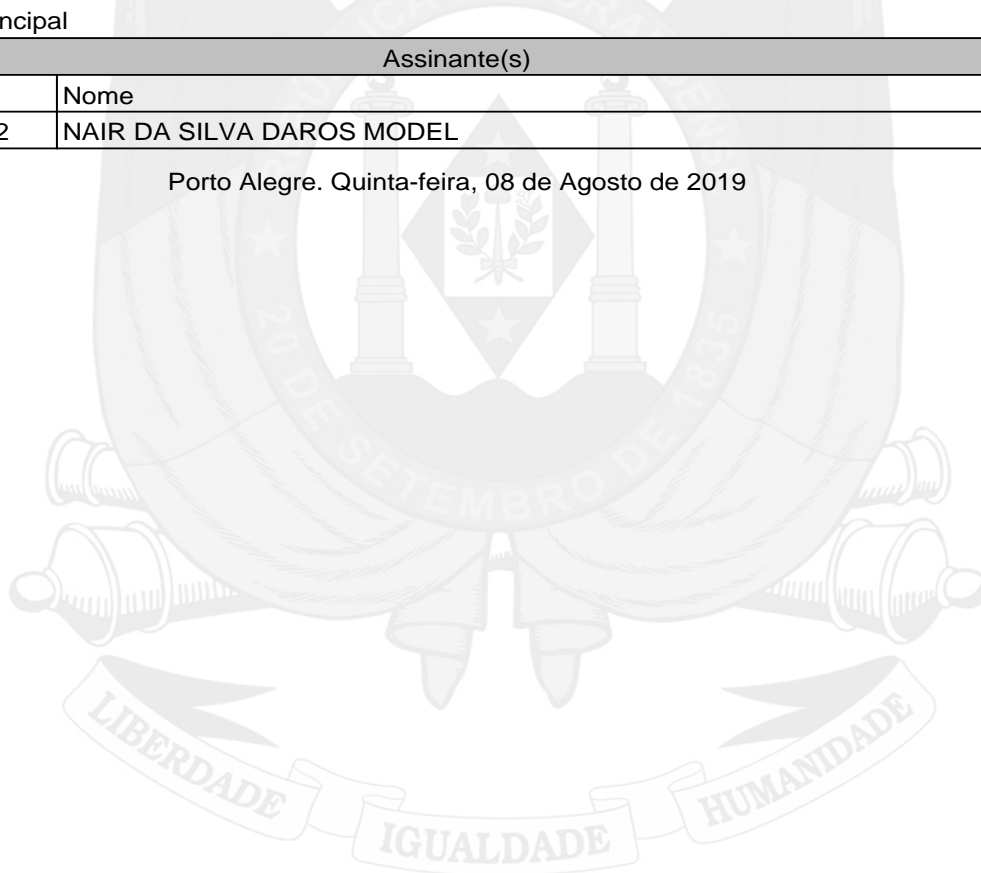 ncipal
Assinante(s)
Nome
2 NAIR DA SILVA DAROS MODEL
Porto Alegre. Quinta-feira, 08 de Agosto de 2019
20 DE SETEMBRO DE 1835
LIBERDADE IGUALDADE HUMANIDADE